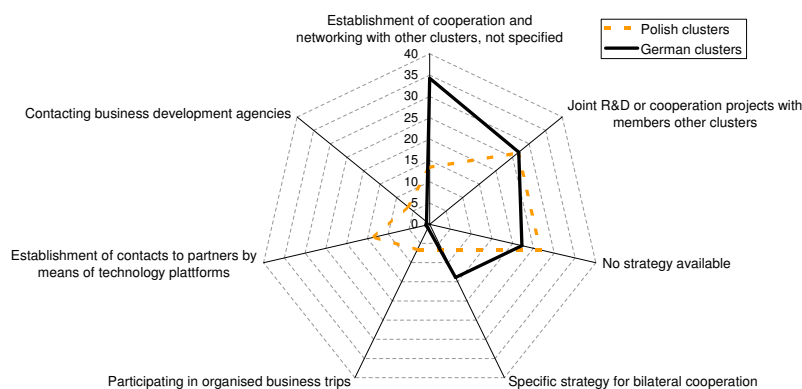 Establishment of cooperation and
networking with other clusters, not specified
Polish clusters
German clusters
40
35
30
25
20
15
10
5
0
Contacting business development agencies
Joint R&D or cooperation projects with
members other clusters
Establishment of contacts to partners by
means of technology plattforms
No strategy available
Participating in organised business trips
Specific strategy for bilateral cooperation